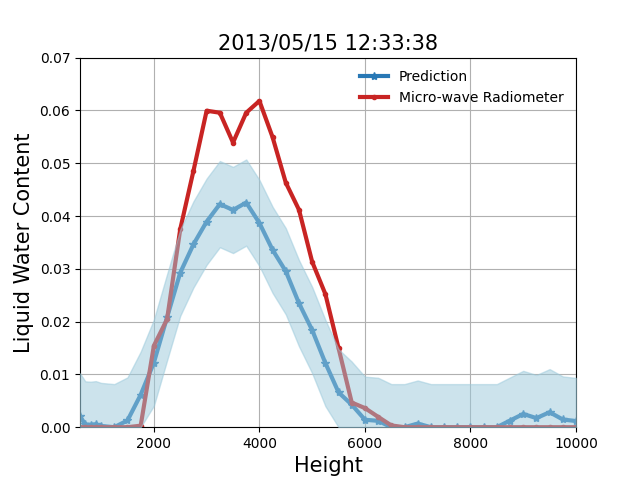 2013/05/15 12:33:38
Prediction
Micro-wave Radiometer
Liquid Water Content
0.07
0.06
0.05
0.04
0.03
0.02
0.01
0.00
2000 4000 6000 8000 10000
Height